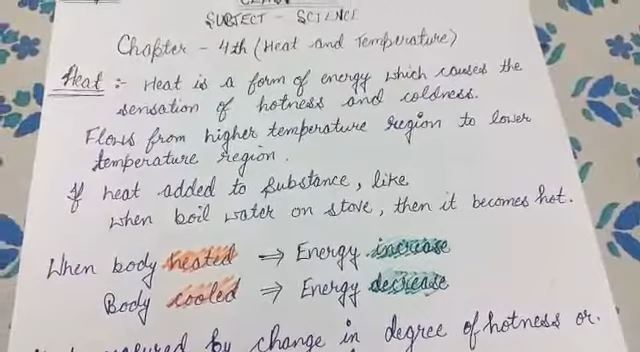 SUBJECT - SCIENCE
Chapter - 4th (Heat and Temperature)
Heat :- Heat is a form of energy which causes the
sensation of hotness and coldness.
Flows from higher temperature region to lower
temperature region.
If heat added to substance, like
when boil water on stove, then it becomes hot.
When body heated ⇒ Energy increase
Body cooled ⇒ Energy decrease
by change in degree of hotness or